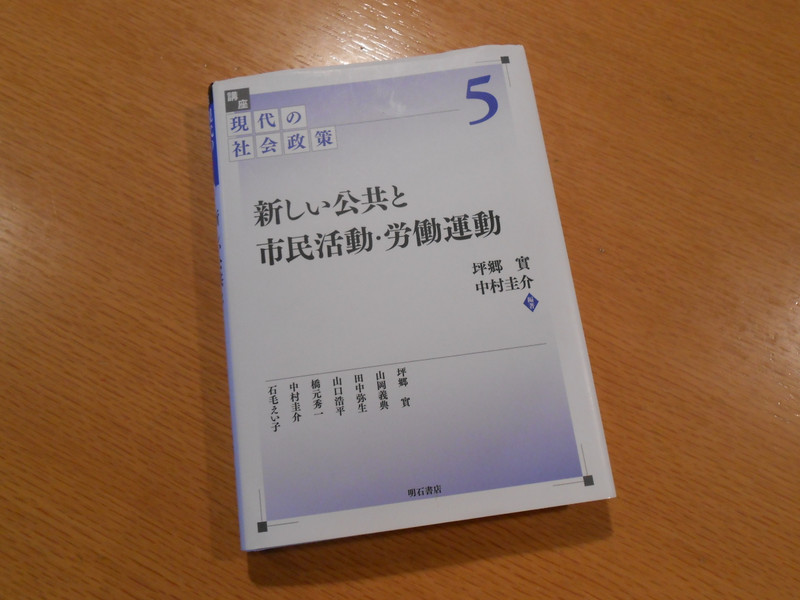 講座
現代の
社会政策
5
新しい公共と
市民活動・労働運動
坪郷 實
中村圭介
編著
坪郷 實
山岡義典
田中弥生
山口浩平
橋元秀一
中村圭介
石毛えい子
明石書店